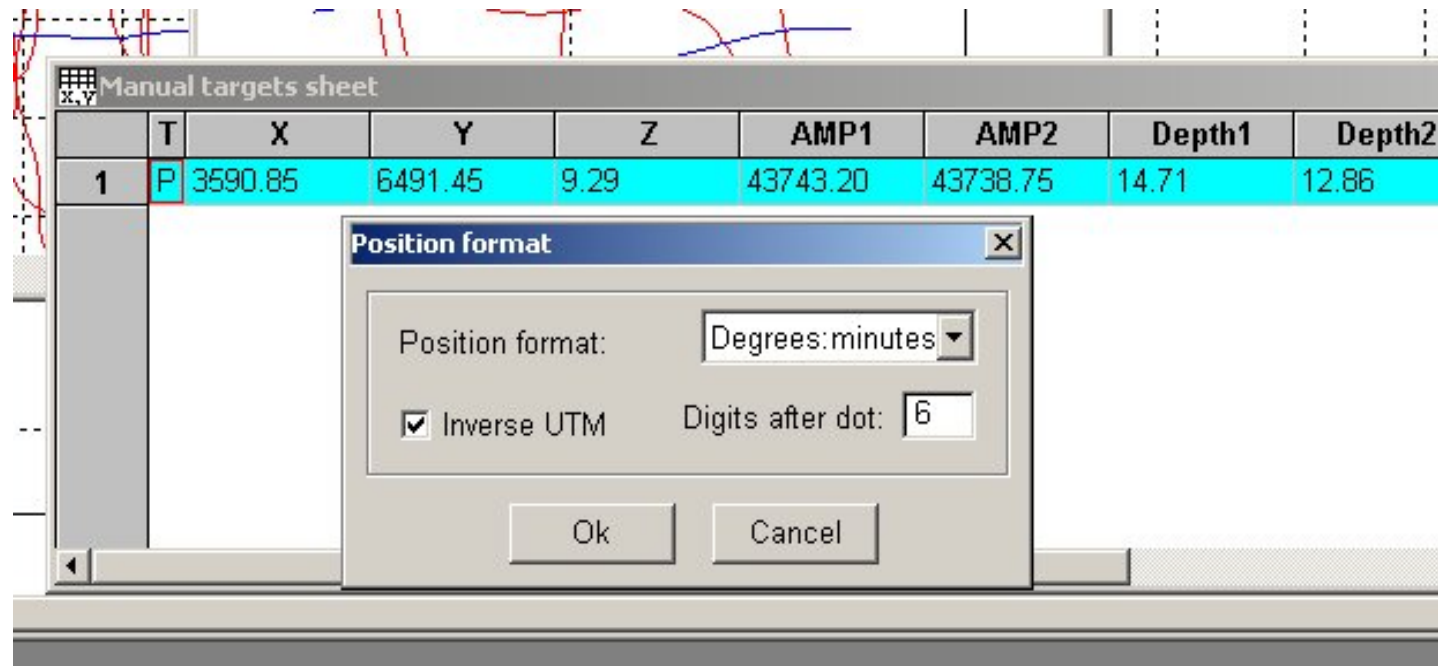 X,Y Manual targets sheet
T X Y Z AMP1 AMP2 Depth1 Depth2
1 P 3590.85 6491.45 9.29 43743.20 43738.75 14.71 12.86
Position format
Position format: Degrees:minutes
Inverse UTM Digits after dot: 6
Ok Cancel